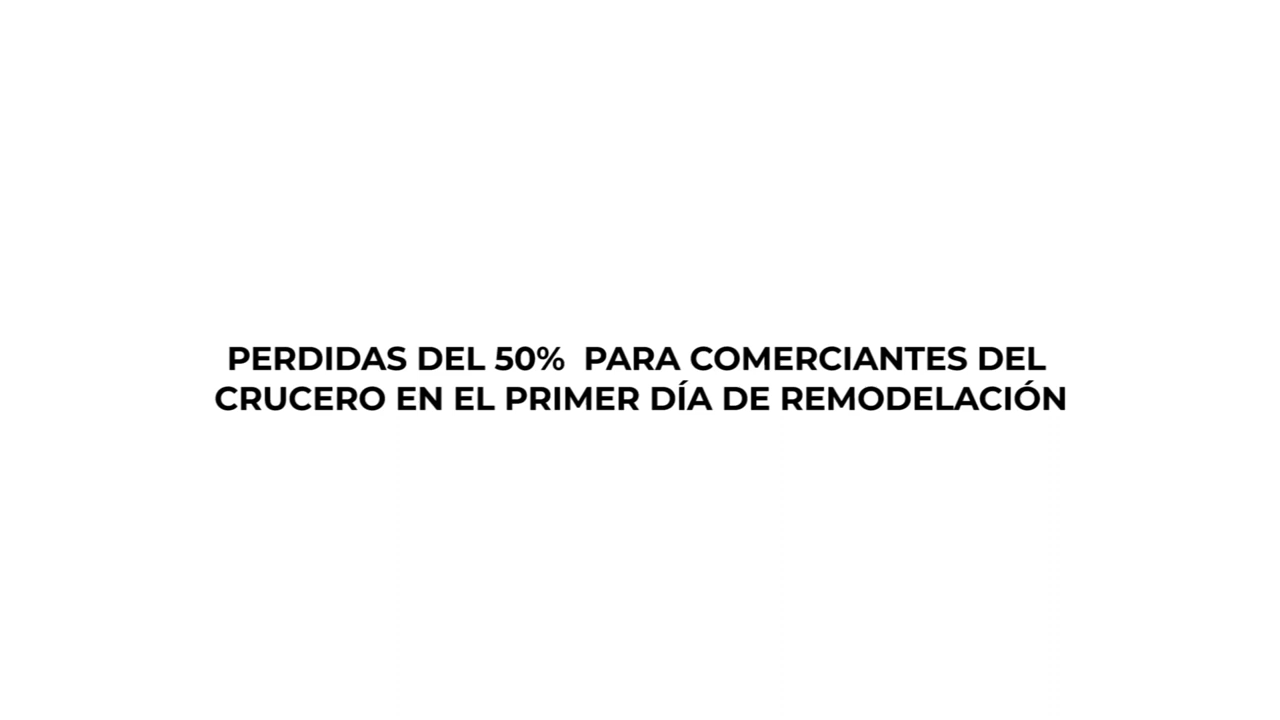 PERDIDAS DEL 50% PARA COMERCIANTES DEL
CRUCERO EN EL PRIMER DÍA DE REMODELACIÓN